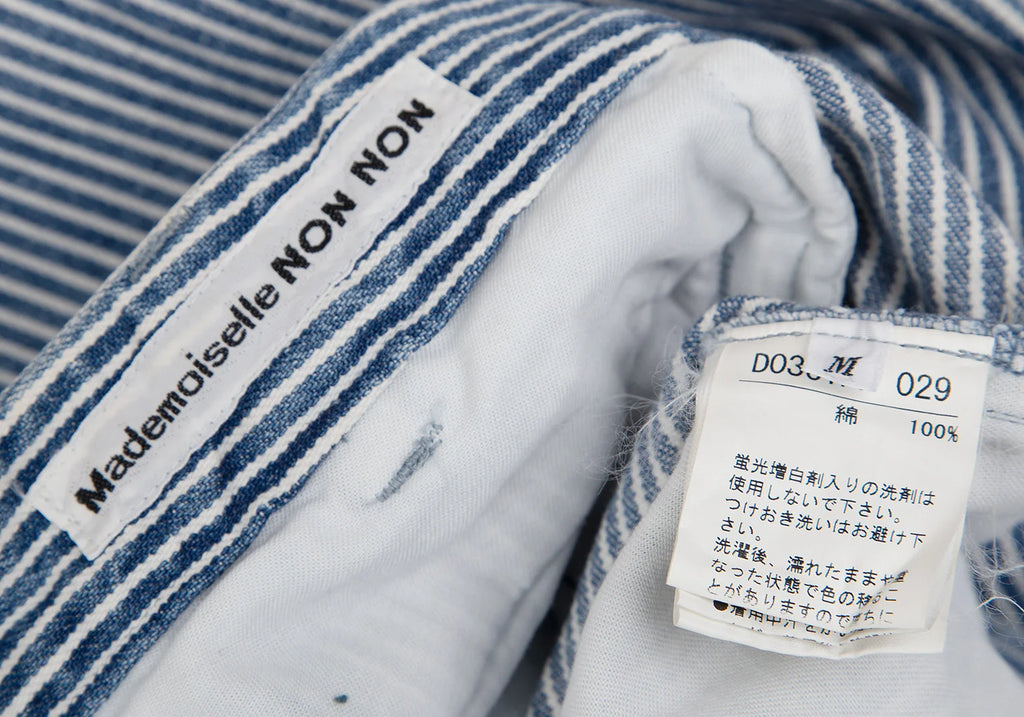 Mademoiselle NON NON
M
029
綿 100%
蛍光増白剤入りの洗剤は
使用しないで下さい。
つけおき洗いはお避け下
さい。
洗濯後、濡れたまま
なった状態で色の移るこ
とがありますので